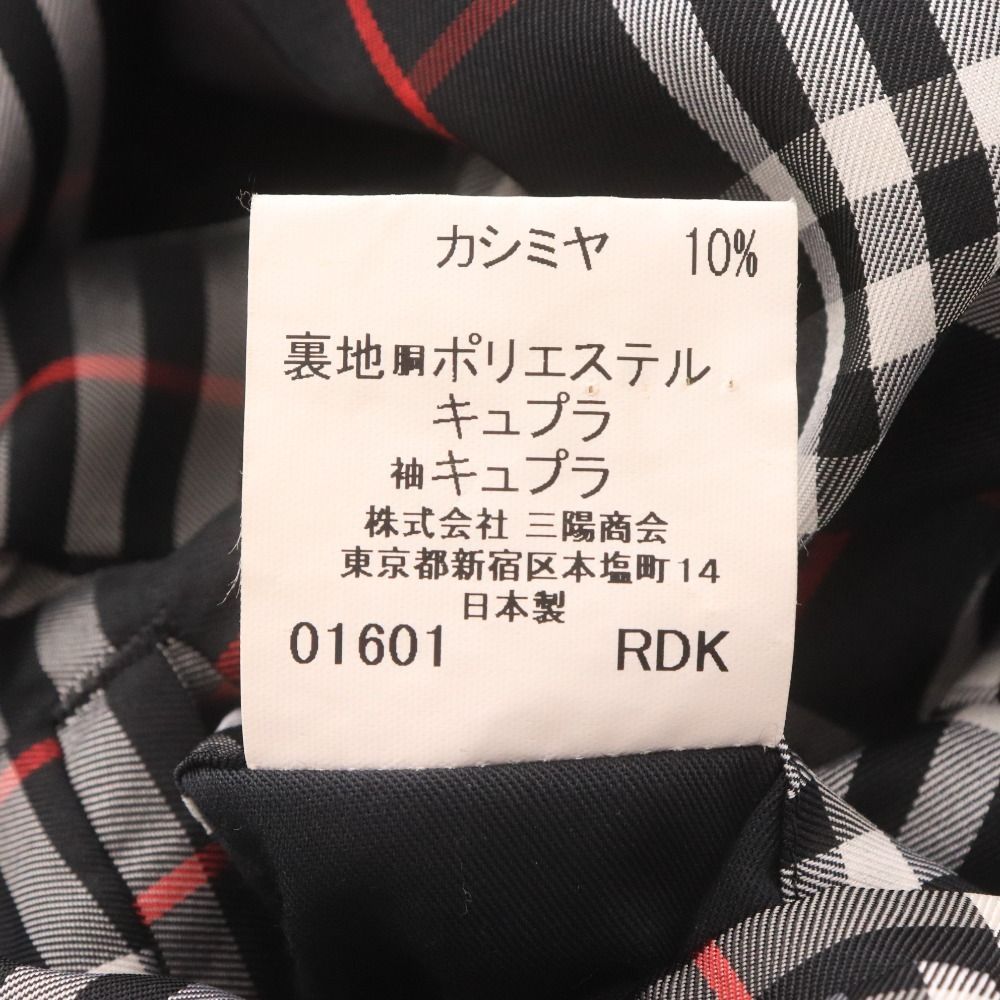 カシミヤ 10%
裏地 胴 ポリエステル
キュプラ
袖 キュプラ
株式会社 三陽商会
東京都新宿区本塩町14
日本製
01601 RDK